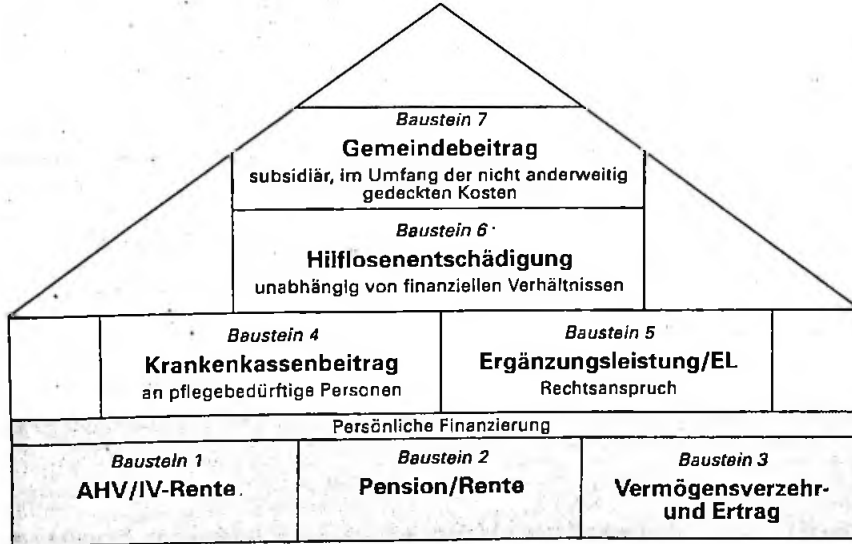 Baustein 7
Gemeindebeitrag
subsidiär, im Umfang der nicht anderweitig
gedeckten Kosten
Baustein 6
Hilflosenentschädigung
unabhängig von finanziellen Verhältnissen
Baustein 4
Krankenkassenbeitrag
an pflegebedürftige Personen
Baustein 5
Ergänzungsleistung/EL
Rechtsanspruch
Persönliche Finanzierung
Baustein 1
AHV/IV-Rente
Baustein 2
Pension/Rente
Baustein 3
Vermögensverzehr-
und Ertrag